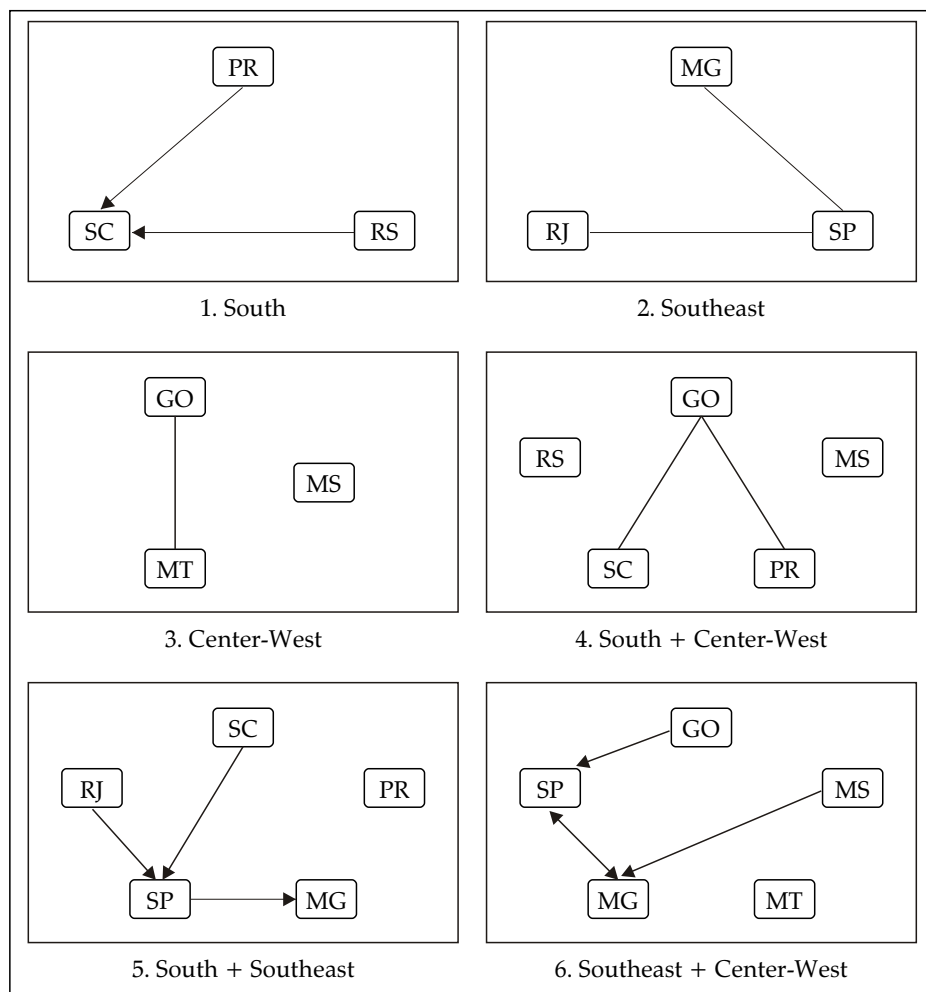 PR
SC
RS
1. South
MG
RJ
SP
2. Southeast
GO
MS
MT
3. Center-West
GO
RS
MS
SC
PR
4. South + Center-West
SC
RJ
PR
SP
MG
5. South + Southeast
GO
SP
MS
MG
MT
6. Southeast + Center-West